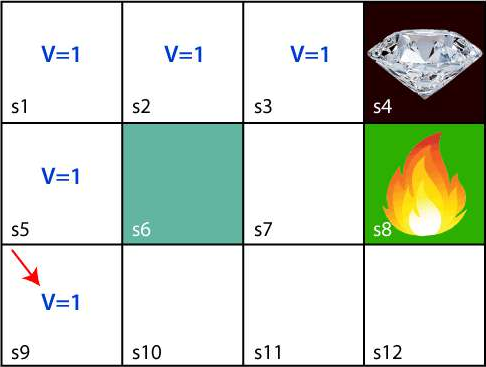 V=1 V=1 V=1
s1 s2 s3 s4
V=1
s5 s6 s7 s8
V=1
s9 s10 s11 s12